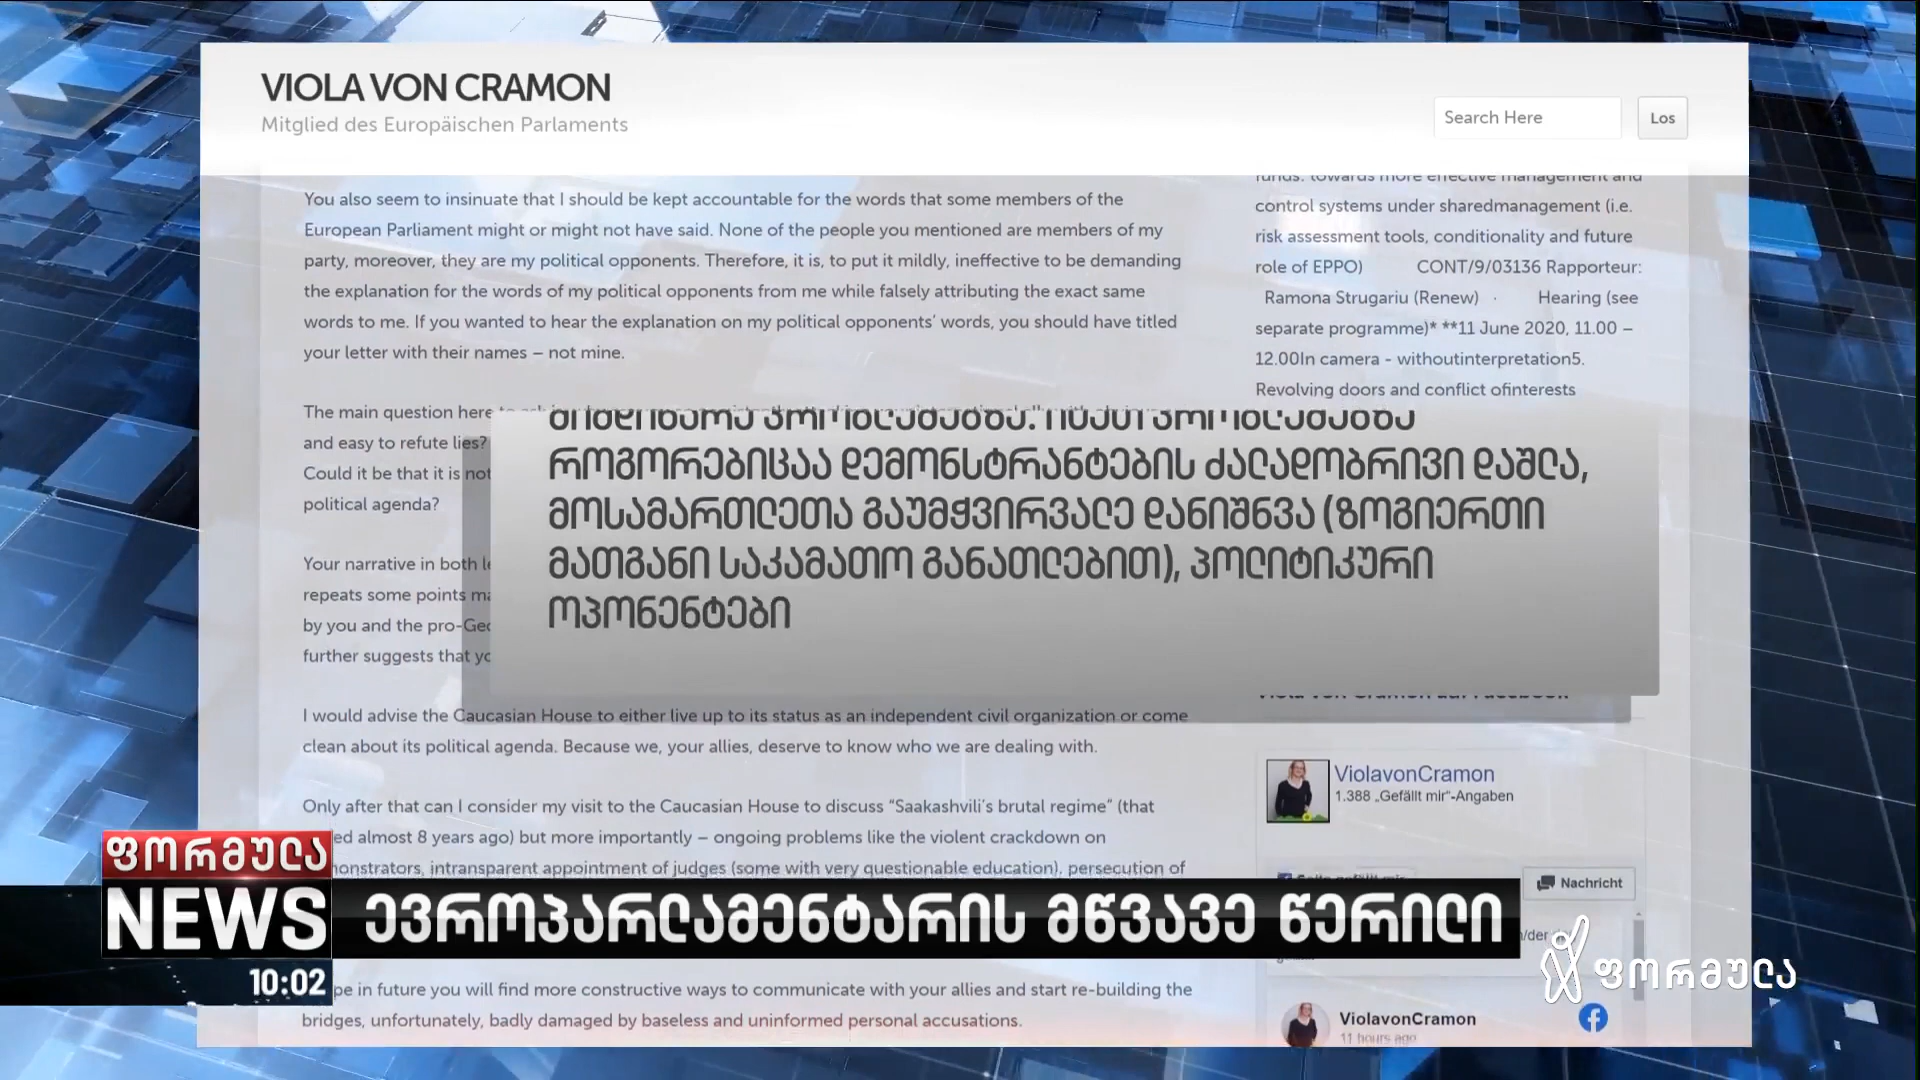 VIOLA VON CRAMON
Mitglied des Europäischen Parlaments
Search Here
Los
You also seem to insinuate that I should be kept accountable for the words that some members of the
European Parliament might or might not have said. None of the people you mentioned are members of my
party, moreover, they are my political opponents. Therefore, it is, to put it mildly, ineffective to be demanding
the explanation for the words of my political opponents from me while falsely attributing the exact same
words to me. If you wanted to hear the explanation on my political opponents' words, you should have titled
your letter with their names – not mine.
The main question here
and easy to refute lies?
Could it be that it is not
political agenda?
Your narrative in both
repeats some points
by you and the
further suggests that
I would advise the Caucasian House to either live up to its status as an independent civil organization or come
clean about its political agenda. Because we, your allies, deserve to know who we are dealing with.
Only after that can I consider my visit to the Caucasian House to discuss “Saakashvili’s brutal regime” (that
almost 8 years ago) but more importantly – ongoing problems like the violent crackdown on
intransparent appointment of judges (some with very questionable education), persecution of
in future you will find more constructive ways to communicate with your allies and start re-building the
bridges, unfortunately, badly damaged by baseless and uninformed personal accusations.
funds: towards more effective management and
control systems under sharedmanagement (i.e.
risk assessment tools, conditionality and future
role of EPPO) CONT/9/03136 Rapporteur:
Ramona Strugariu (Renew) · Hearing (see
separate programme)* **11 June 2020, 11.00 –
12.00In camera - withoutinterpretation5.
Revolving doors and conflict ofinterests
როგორებიცაა დემონსტრანტების ძალადობრივი დაშლა,
მოსამართლეთა გაუმჭვირვალე დანიშნვა (ზოგიერთი
მათგანი საკამათო განათლებით), პოლიტიკური
ოპონენტები
Viola von Cramon auf Facebook
ViolavonCramon
1.388 „Gefällt mir“-Angaben
Nachricht
ViolavonCramon
11 hours ago
ფორმულა
NEWS
10:02
ევროპარლამენტარის მწვავე წერილი
ფორმულა